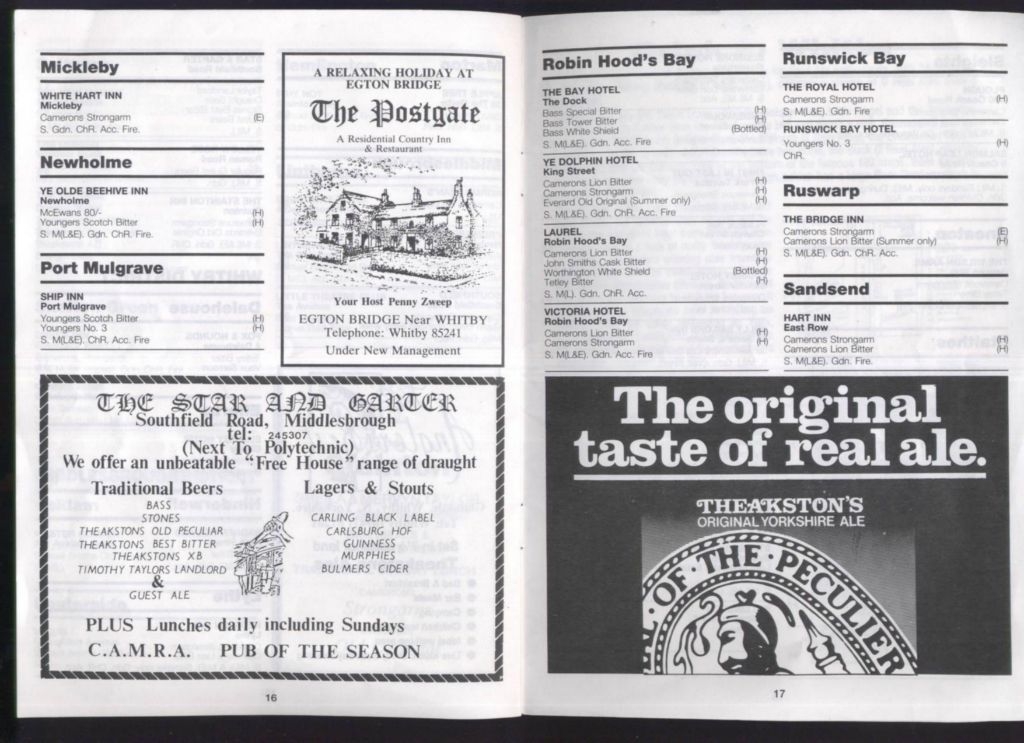 Mickleby
WHITE HART INN
Mickleby
Camerons Strongarm (E)
S. Gdn. ChR. Acc. Fire.
Newholme
YE OLDE BEEHIVE INN
Newholme
McEwans 80/- (H)
Youngers Scotch Bitter (H)
S. M(L&E). Gdn. ChR. Fire.
Port Mulgrave
SHIP INN
Port Mulgrave
Youngers Scotch Bitter (H)
Youngers No. 3 (H)
S. M(L&E). ChR. Acc. Fire
A RELAXING HOLIDAY AT
EGTON BRIDGE
The Postgate
A Residential Country Inn
& Restaurant
Your Host Penny Zweep
EGTON BRIDGE Near WHITBY
Telephone: Whitby 85241
Under New Management
THE STAR AND GARTER
Southfield Road, Middlesbrough
tel: 245307
(Next To Polytechnic)
We offer an unbeatable "Free House" range of draught
Traditional Beers
BASS
STONES
THEAKSTONS OLD PECULIAR
THEAKSTONS BEST BITTER
THEAKSTONS XB
TIMOTHY TAYLORS LANDLORD
&
GUEST ALE
Lagers & Stouts
CARLING BLACK LABEL
CARLSBURG HOF
GUINNESS
MURPHIES
BULMERS CIDER
PLUS Lunches daily including Sundays
C.A.M.R.A. PUB OF THE SEASON
16
Robin Hood's Bay
THE BAY HOTEL
The Dock
Bass Special Bitter (H)
Bass Tower Bitter (H)
Bass White Shield (Bottled)
S. M(L&E). Gdn. Acc. Fire
YE DOLPHIN HOTEL
King Street
Camerons Lion Bitter (H)
Camerons Strongarm (H)
Everard Old Original (Summer only) (H)
S. M(L&E). Gdn. ChR. Acc. Fire
LAUREL
Robin Hood's Bay
Camerons Lion Bitter (H)
John Smiths Cask Bitter (H)
Worthington White Shield (Bottled)
Tetley Bitter (H)
S. M(L). Gdn. ChR. Acc.
VICTORIA HOTEL
Robin Hood's Bay
Camerons Lion Bitter (H)
Camerons Strongarm (H)
S. M(L&E). Gdn. ChR. Acc. Fire
Runswick Bay
THE ROYAL HOTEL
Camerons Strongarm (H)
S. M(L&E). Gdn. Fire
RUNSWICK BAY HOTEL
Youngers No. 3 (H)
ChR.
Ruswarp
THE BRIDGE INN
Camerons Strongarm (E)
Camerons Lion Bitter (Summer only) (H)
S. M(L&E). Gdn. ChR. Acc.
Sandsend
HART INN
East Row
Camerons Strongarm (H)
Camerons Lion Bitter (H)
S. M(L&E). Gdn. Fire.
The original
taste of real ale.
THEAKSTON'S
ORIGINAL YORKSHIRE ALE
OF·THE·PECULIER
17